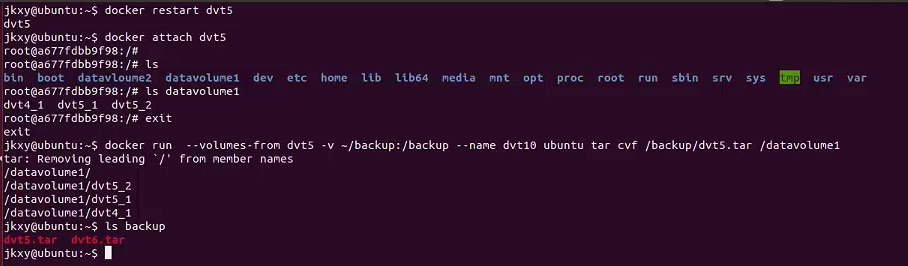 jkxy@ubuntu:~$ docker restart dvt5
dvt5
jkxy@ubuntu:~$ docker attach dvt5
root@a677fdbb9f98:/#
root@a677fdbb9f98:/# ls
bin boot datavloume2 datavolume1 dev etc home lib lib64 media mnt opt proc root run sbin srv sys tmp usr var
root@a677fdbb9f98:/# ls datavolume1
dvt4_1 dvt5_1 dvt5_2
root@a677fdbb9f98:/# exit
exit
jkxy@ubuntu:~$ docker run  --volumes-from dvt5 -v ~/backup:/backup --name dvt10 ubuntu tar cvf /backup/dvt5.tar /datavolume1
tar: Removing leading `/' from member names
/datavolume1/
/datavolume1/dvt5_2
/datavolume1/dvt5_1
/datavolume1/dvt4_1
jkxy@ubuntu:~$ ls backup
dvt5.tar dvt6.tar
jkxy@ubuntu:~$